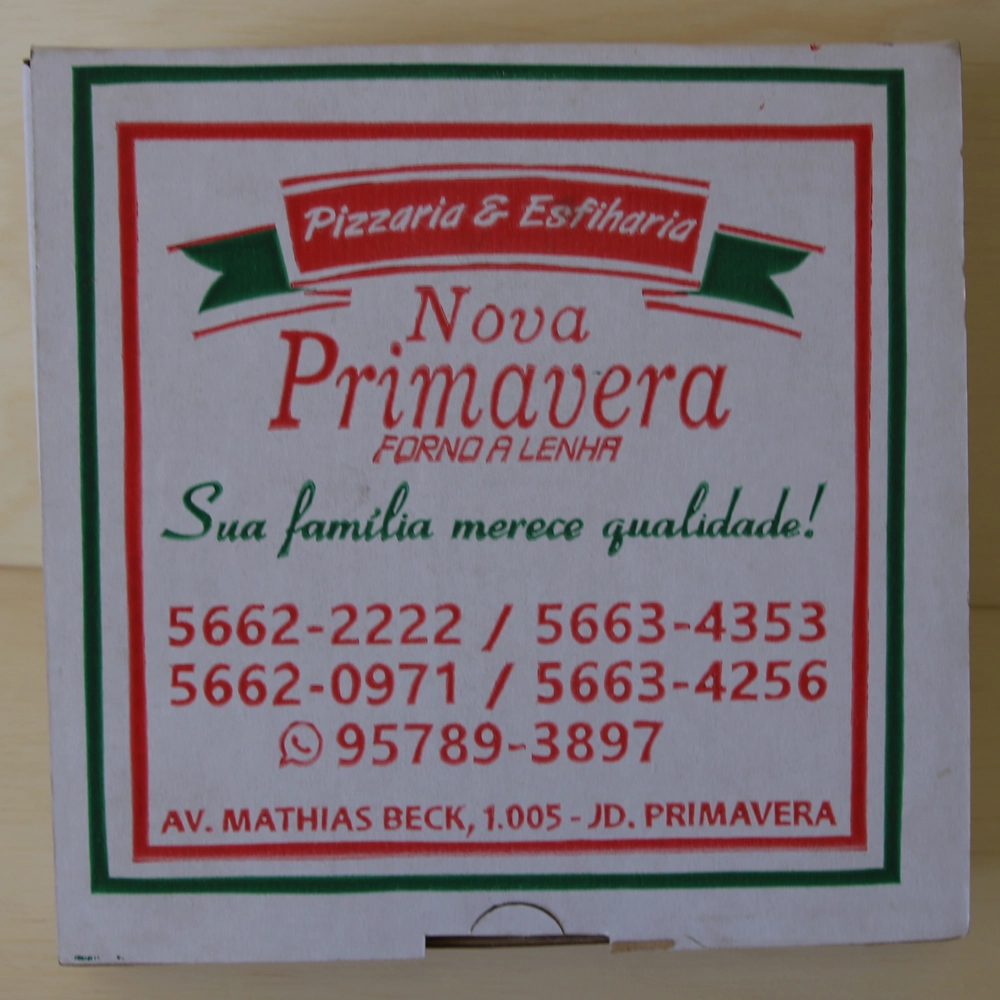 Pizzaria & Esfiharia
Nova
Primavera
FORNO A LENHA
Sua família merece qualidade!
5662-2222 / 5663-4353
5662-0971 / 5663-4256
95789-3897
AV. MATHIAS BECK, 1.005 - JD. PRIMAVERA